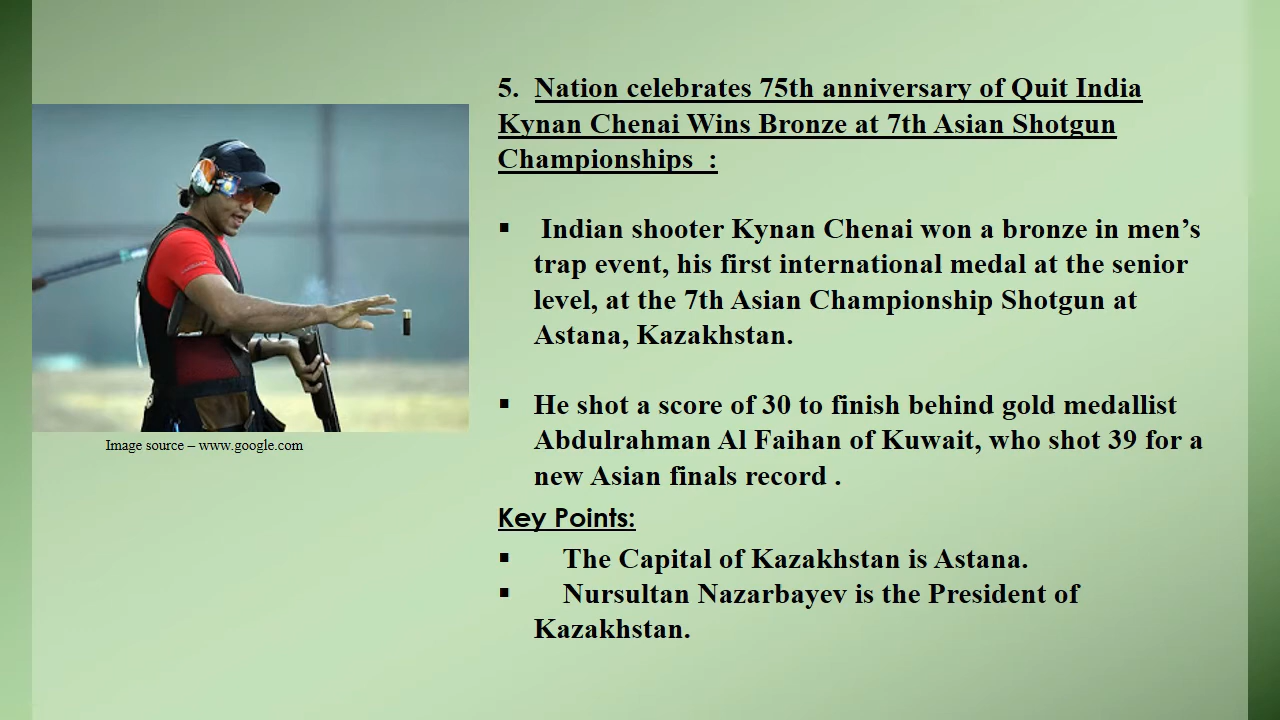 5. Nation celebrates 75th anniversary of Quit India
Kynan Chenai Wins Bronze at 7th Asian Shotgun
Championships :
▪ Indian shooter Kynan Chenai won a bronze in men’s
trap event, his first international medal at the senior
level, at the 7th Asian Championship Shotgun at
Astana, Kazakhstan.
▪ He shot a score of 30 to finish behind gold medallist
Abdulrahman Al Faihan of Kuwait, who shot 39 for a
new Asian finals record .
Key Points:
▪ The Capital of Kazakhstan is Astana.
▪ Nursultan Nazarbayev is the President of
Kazakhstan.
Image source – www.google.com